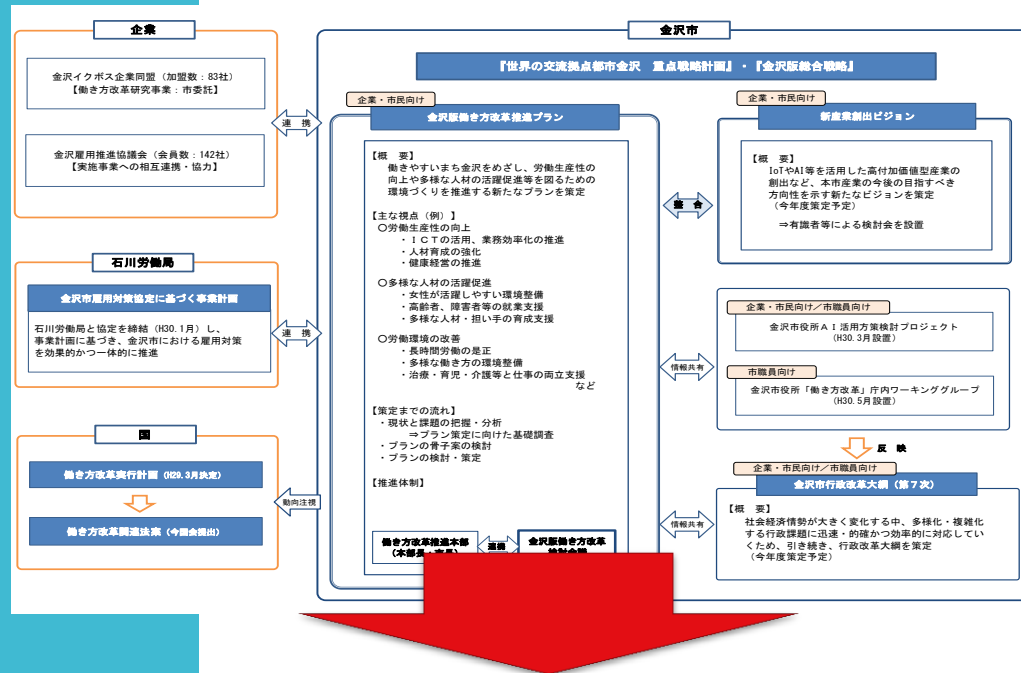 企業
金沢イクボス企業同盟（加盟数：83社）
【働き方改革研究事業：市委託】
金沢雇用推進協議会（会員数：142社）
【実施事業への相互連携・協力】
連 携
石川労働局
金沢市雇用対策協定に基づく事業計画
石川労働局と協定を締結（H30.1月）し、
事業計画に基づき、金沢市における雇用対策
を効果的かつ一体的に推進
連 携
国
働き方改革実行計画（H29.3月決定）
働き方改革関連法案（今国会提出）
動向注視
金沢市
『世界の交流拠点都市金沢 重点戦略計画』・『金沢版総合戦略』
企業・市民向け
金沢版働き方改革推進プラン
【概 要】
働きやすいまち金沢をめざし、労働生産性の
向上や多様な人材の活躍促進等を図るための
環境づくりを推進する新たなプランを策定
【主な視点（例）】
〇労働生産性の向上
・ＩＣＴの活用、業務効率化の推進
・人材育成の強化
・健康経営の推進
〇多様な人材の活躍促進
・女性が活躍しやすい環境整備
・高齢者、障害者等の就業支援
・多様な人材・担い手の育成支援
〇労働環境の改善
・長時間労働の是正
・多様な働き方の環境整備
・治療・育児・介護等と仕事の両立支援
など
【策定までの流れ】
・現状と課題の把握・分析
⇒プラン策定に向けた基礎調査
・プランの骨子案の検討
・プランの検討・策定
【推進体制】
働き方改革推進本部
（本部長：市長）
連携
金沢版働き方改革
検討会議
整 合
企業・市民向け
新産業創出ビジョン
【概 要】
IoTやAI等を活用した高付加価値型産業の
創出など、本市産業の今後の目指すべき
方向性を示す新たなビジョンを策定
（今年度策定予定）
⇒有識者等による検討会を設置
情報共有
企業・市民向け／市職員向け
金沢市役所ＡＩ活用方策検討プロジェクト
（H30.3月設置）
市職員向け
金沢市役所「働き方改革」庁内ワーキンググループ
（H30.5月設置）
反 映
情報共有
企業・市民向け／市職員向け
金沢市行政改革大綱（第７次）
【概 要】
社会経済情勢が大きく変化する中、多様化・複雑化
する行政課題に迅速・的確かつ効率的に対応してい
くため、引き続き、行政改革大綱を策定
（今年度策定予定）